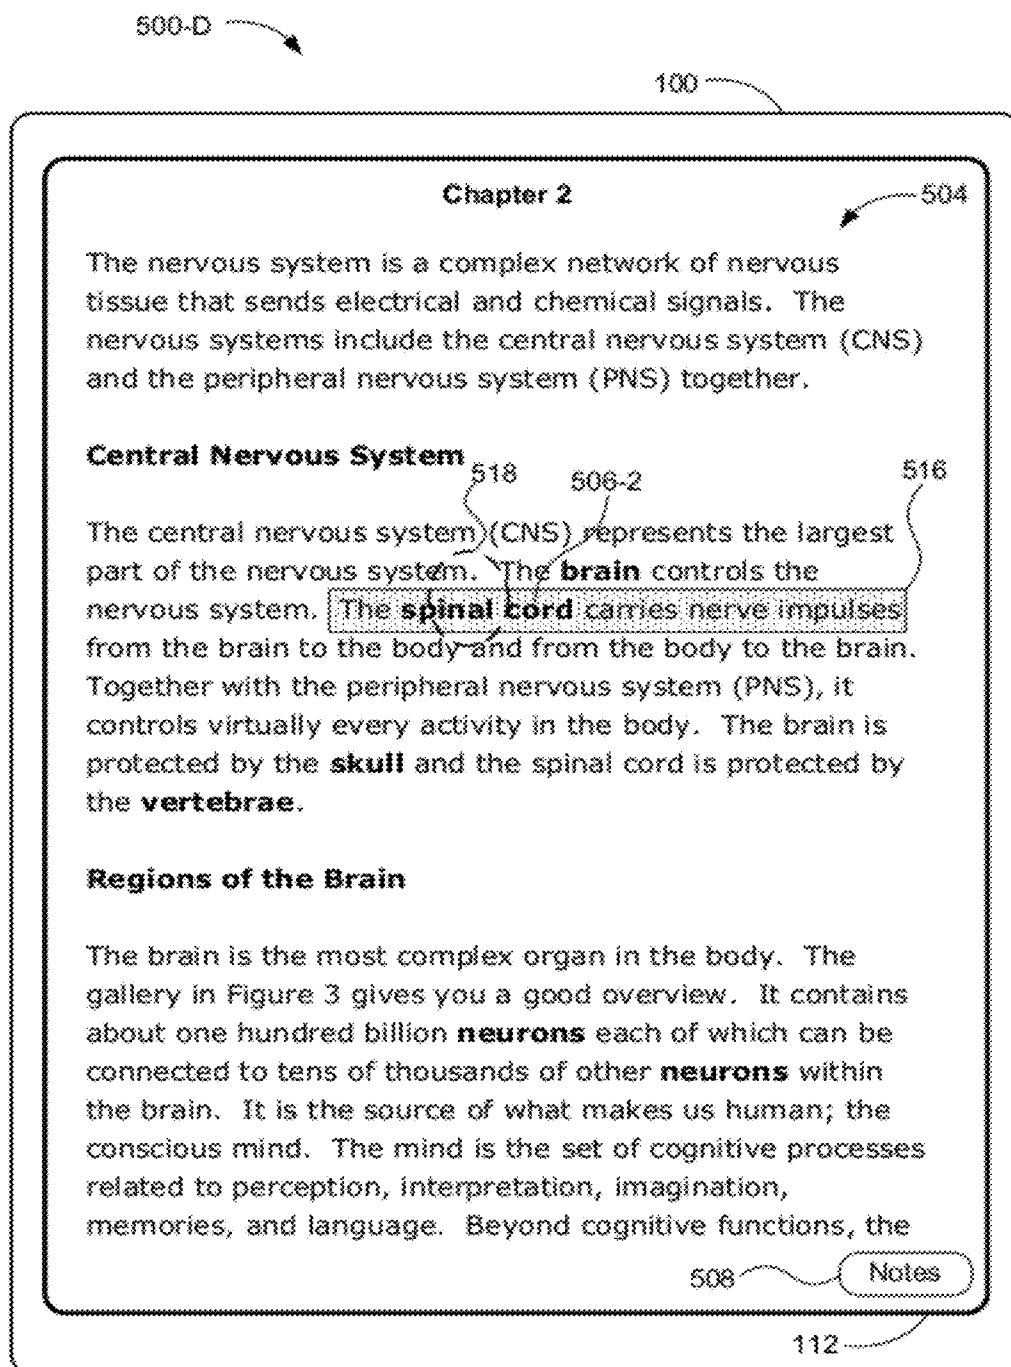 500-D
100
Chapter 2
504
The nervous system is a complex network of nervous
tissue that sends electrical and chemical signals. The
nervous systems include the central nervous system (CNS)
and the peripheral nervous system (PNS) together.
Central Nervous System
518
506-2
516
The central nervous system (CNS) represents the largest
part of the nervous system. The brain controls the
nervous system. The spinal cord carries nerve impulses
from the brain to the body and from the body to the brain.
Together with the peripheral nervous system (PNS), it
controls virtually every activity in the body. The brain is
protected by the skull and the spinal cord is protected by
the vertebrae.
Regions of the Brain
The brain is the most complex organ in the body. The
gallery in Figure 3 gives you a good overview. It contains
about one hundred billion neurons each of which can be
connected to tens of thousands of other neurons within
the brain. It is the source of what makes us human; the
conscious mind. The mind is the set of cognitive processes
related to perception, interpretation, imagination,
memories, and language. Beyond cognitive functions, the
508
Notes
112